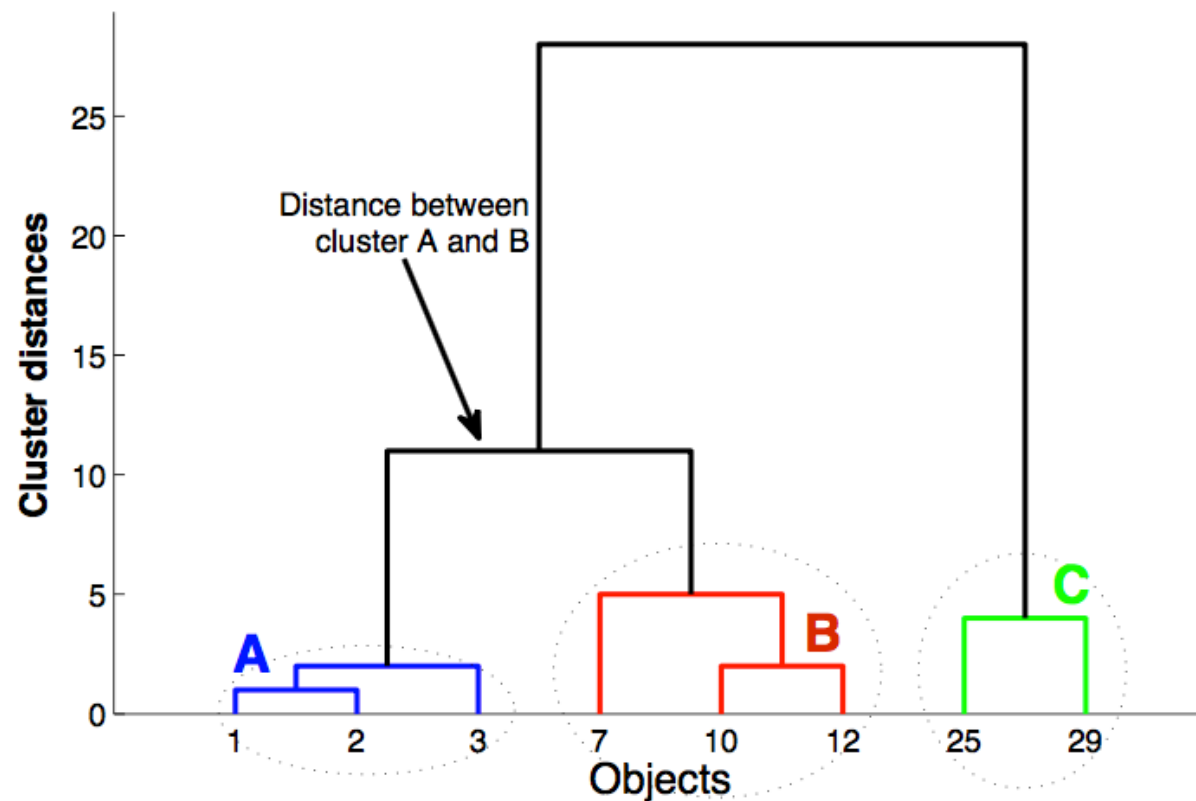 25
20
15
10
5
0
Cluster distances
Distance between
cluster A and B
A
B
C
1 2 3 7 10 12 25 29
Objects